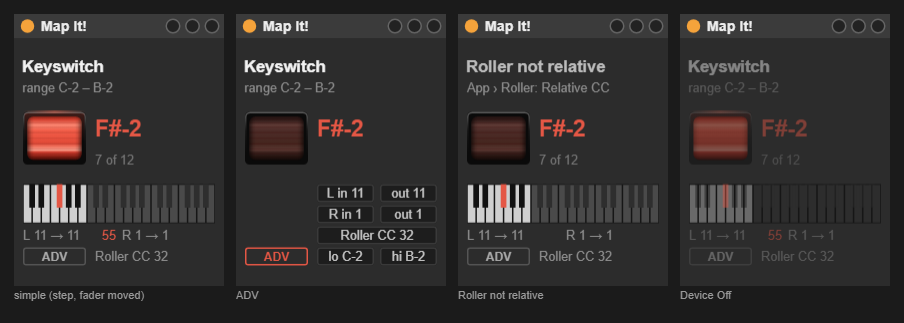 Map It!
Keyswitch
range C-2 – B-2
F#-2
7 of 12
L 11 → 11 55 R 1 → 1
ADV Roller CC 32
simple (step, fader moved)
Map It!
Keyswitch
range C-2 – B-2
F#-2
L in 11 out 11
R in 1 out 1
Roller CC 32
ADV lo C-2 hi B-2
ADV
Map It!
Roller not relative
App › Roller: Relative CC
F#-2
7 of 12
L 11 → 11 R 1 → 1
ADV Roller CC 32
Roller not relative
Map It!
Keyswitch
range C-2 – B-2
F#-2
7 of 12
L 11 → 11 55 R 1 → 1
ADV Roller CC 32
Device Off